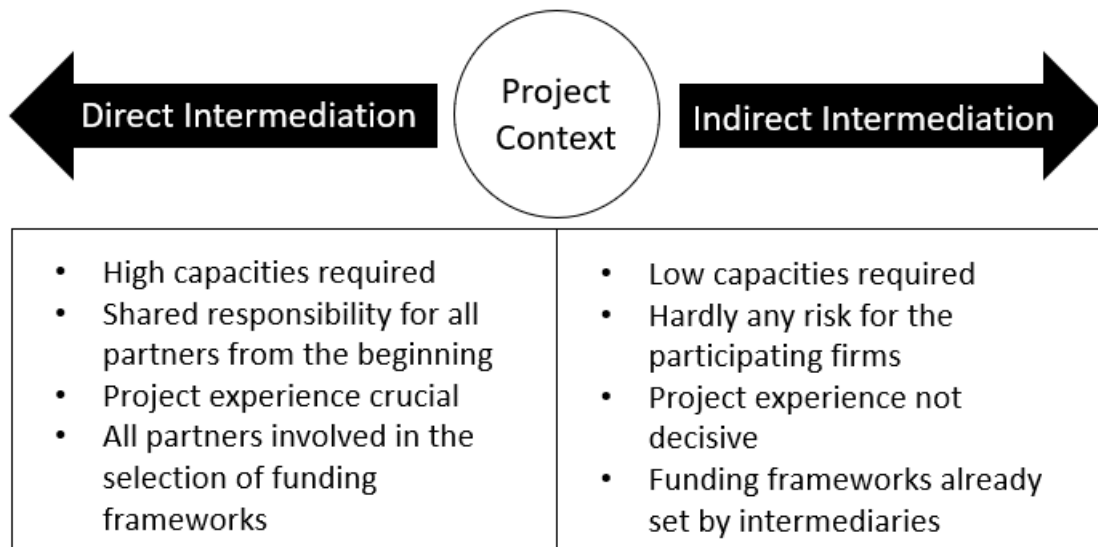 Direct Intermediation
Project
Context
Indirect Intermediation
• High capacities required
• Shared responsibility for all
partners from the beginning
• Project experience crucial
• All partners involved in the
selection of funding
frameworks
• Low capacities required
• Hardly any risk for the
participating firms
• Project experience not
decisive
• Funding frameworks already
set by intermediaries